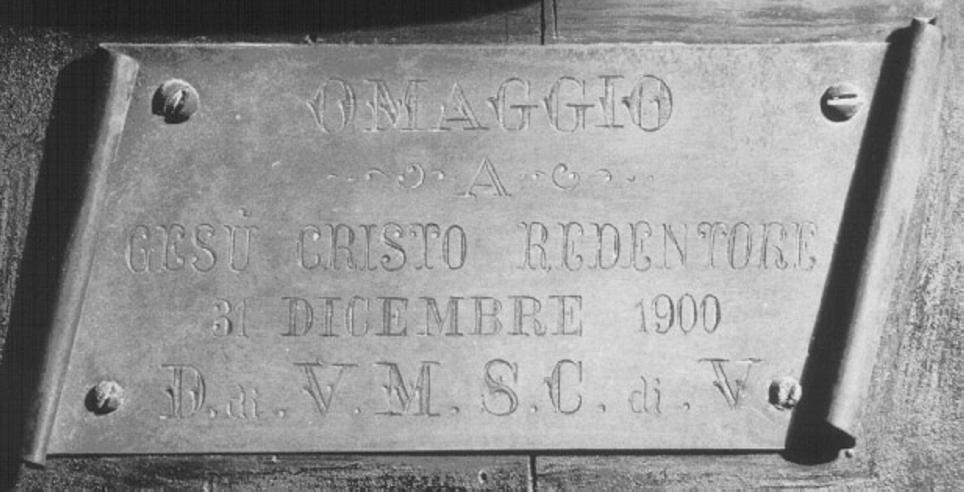 OMAGGIO
A
GESÙ CRISTO REDENTORE
31 DICEMBRE 1900
D. di. V. M. S. C. di. V